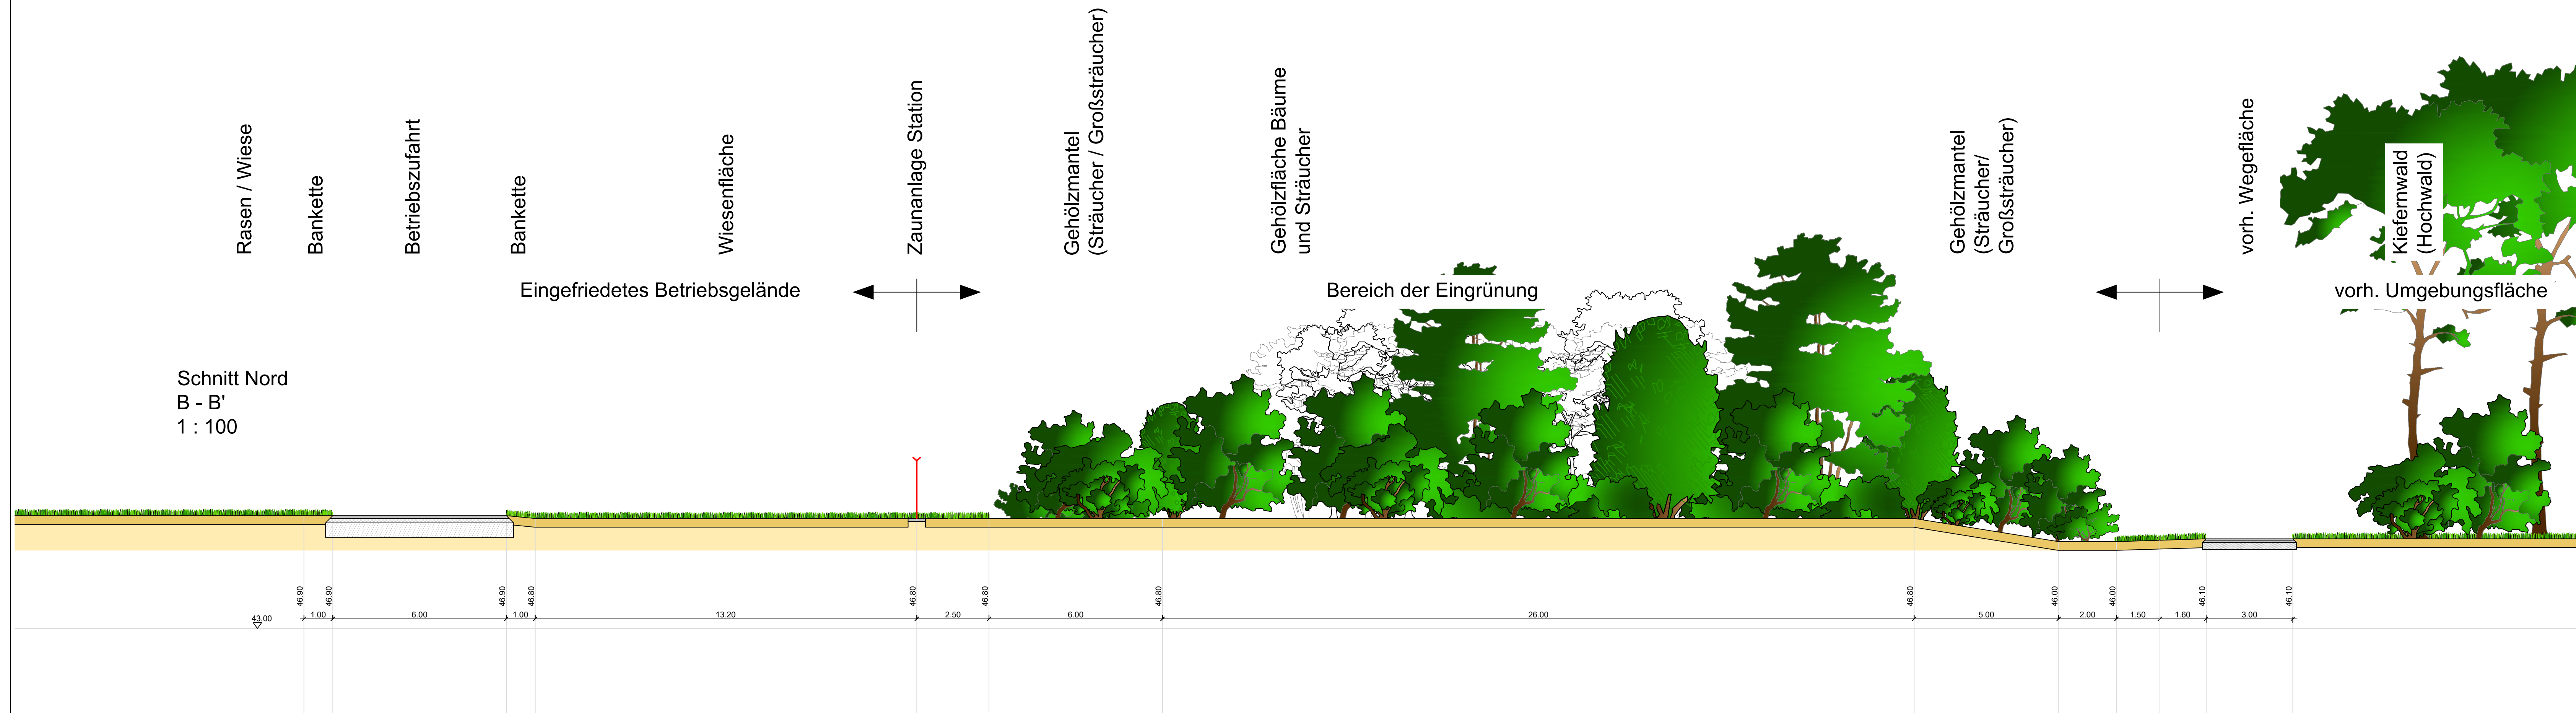 Rasen / Wiese
Bankette
Betriebszufahrt
Bankette
Wiesenfläche
Zaunanlage Station
Gehölzmantel
(Sträucher / Großsträucher)
Gehölzfläche Bäume
und Sträucher
Gehölzmantel
(Sträucher/
Großsträucher)
vorh. Wegefläche
Kiefernwald
(Hochwald)
Eingefriedetes Betriebsgelände
Bereich der Eingrünung
vorh. Umgebungsfläche
Schnitt Nord
B - B'
1 : 100
46.90
46.90
46.90
46.80
46.80
46.80
46.80
46.80
46.00
46.00
46.10
46.10
43.00
1.00
6.00
1.00
13.20
2.50
6.00
26.00
5.00
2.00
1.50
1.60
3.00